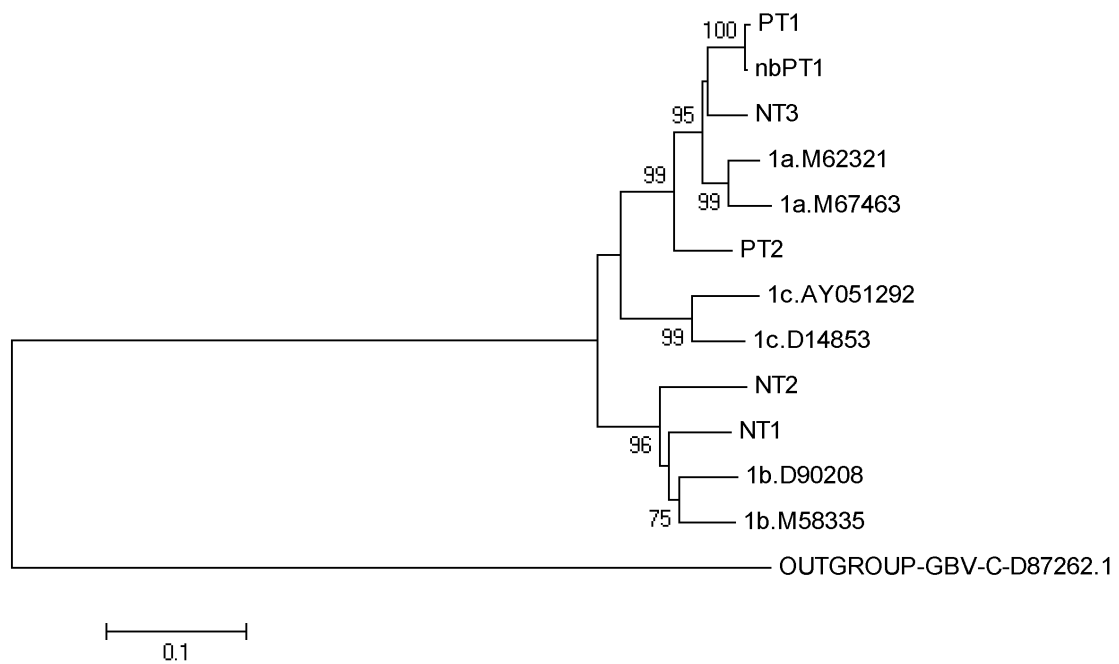 100
PT1
nbPT1
95
NT3
1a.M62321
99
99
1a.M67463
PT2
1c.AY051292
99
1c.D14853
NT2
96
NT1
1b.D90208
75
1b.M58335
OUTGROUP-GBV-C-D87262.1
0.1